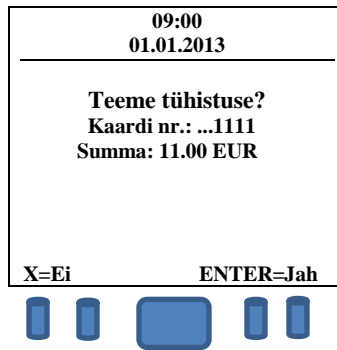 09:00
01.01.2013
Teeme tühistuse?
Kaardi nr.: ...1111
Summa: 11.00 EUR
X=Ei ENTER=Jah